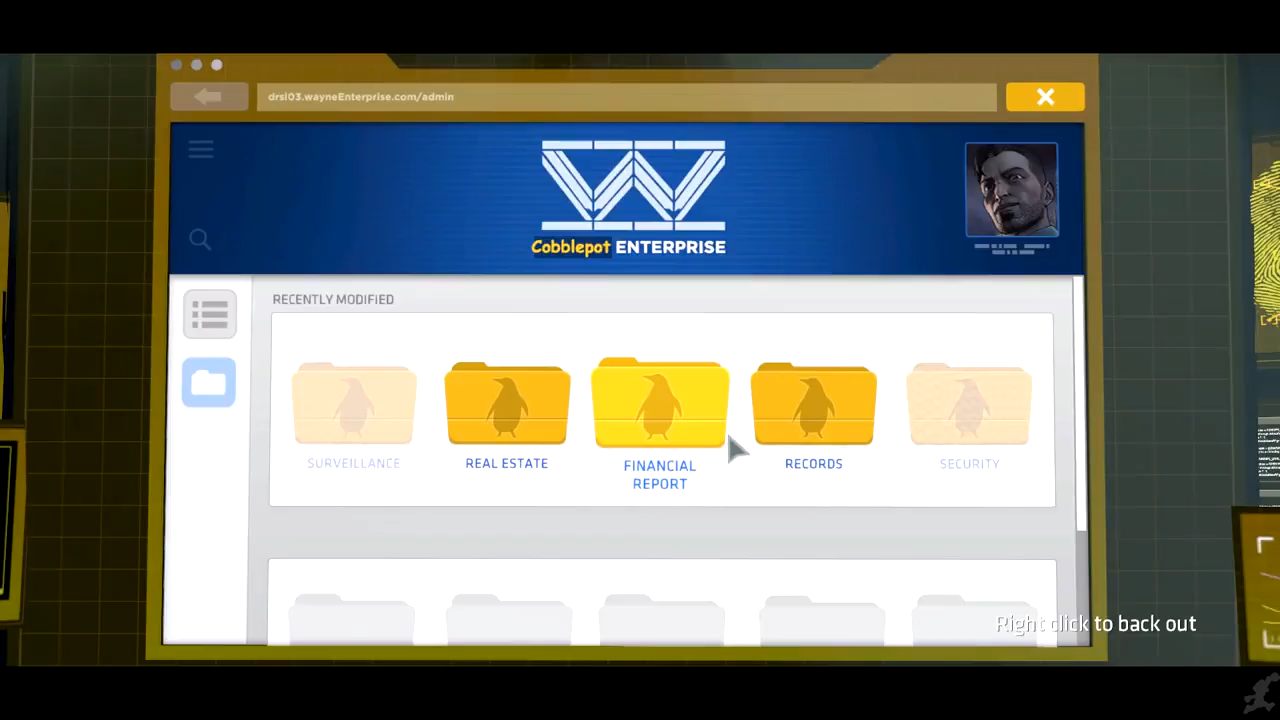 drsl03.wayneEnterprise.com/admin
Cobblepot ENTERPRISE
RECENTLY MODIFIED
SURVEILLANCE
REAL ESTATE
FINANCIAL
REPORT
RECORDS
SECURITY
Right click to back out